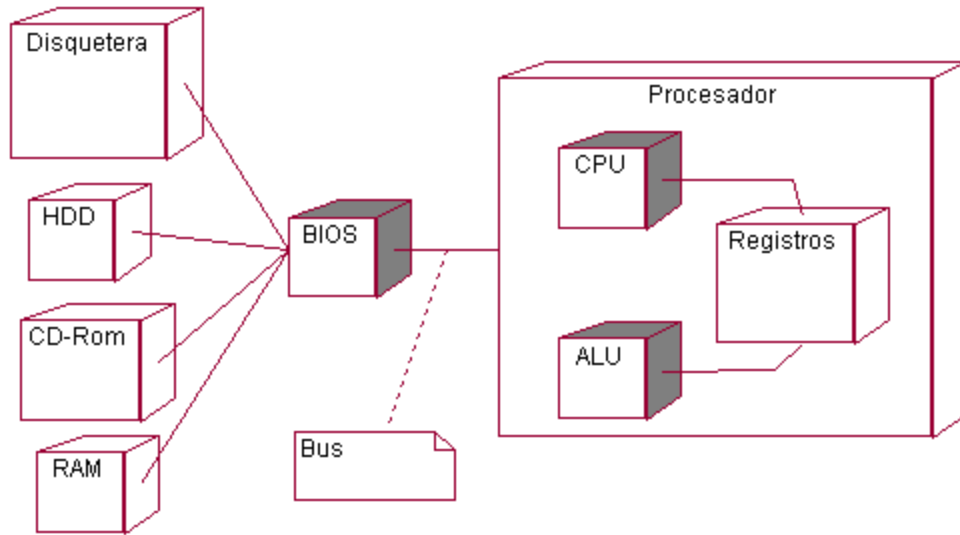 Disquetera
HDD
CD-Rom
RAM
BIOS
Bus
Procesador
CPU
Registros
ALU